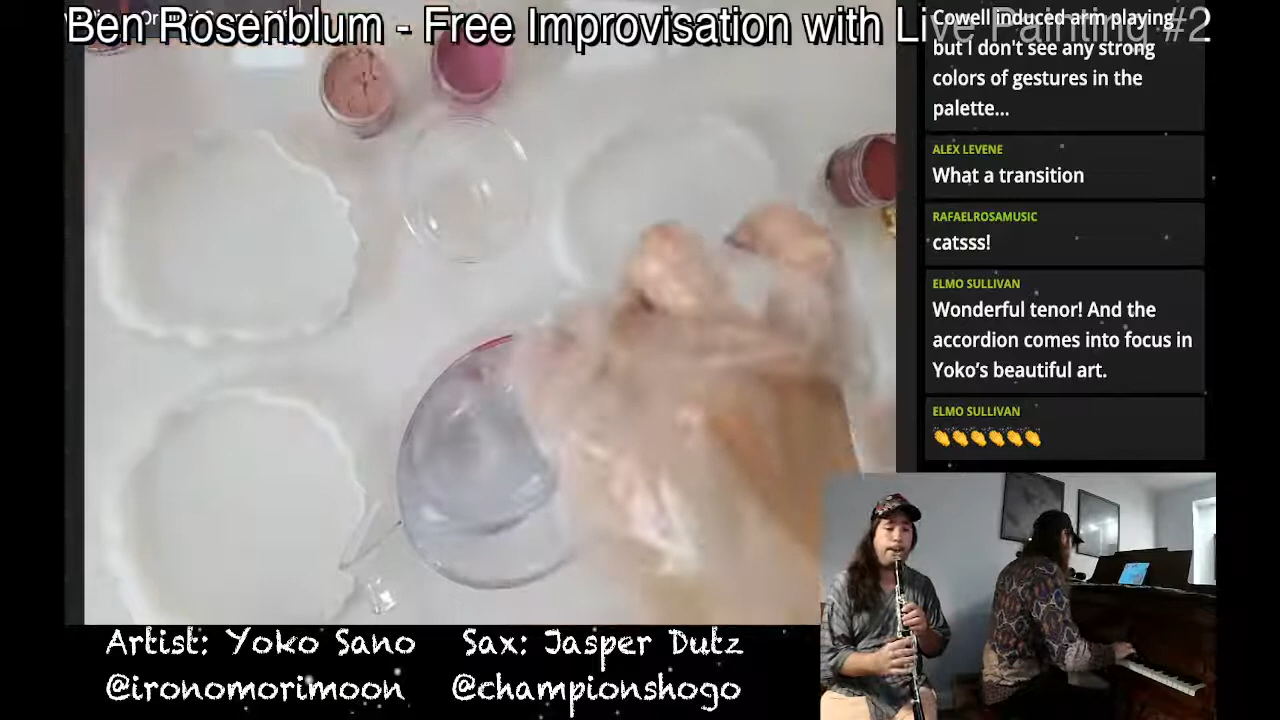 Ben Rosenblum - Free Improvisation with Live Painting #2
Cowell induced arm playing
but I don't see any strong
colors of gestures in the
palette...
ALEX LEVENE
What a transition
RAFAELROSAMUSIC
catsss!
ELMO SULLIVAN
Wonderful tenor! And the
accordion comes into focus in
Yoko's beautiful art.
ELMO SULLIVAN
👏👏👏👏👏👏
Artist: Yoko Sano
Sax: Jasper Dutz
@ironomorimoon
@championshogo